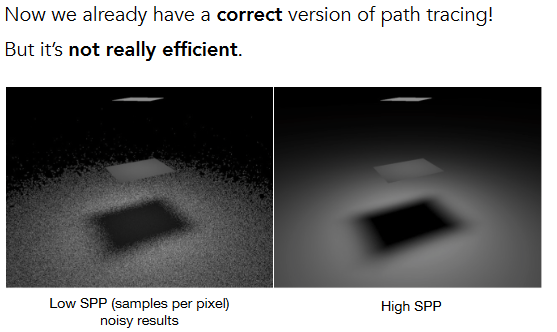 Now we already have a correct version of path tracing!
But it's not really efficient.
Low SPP (samples per pixel)
noisy results
High SPP